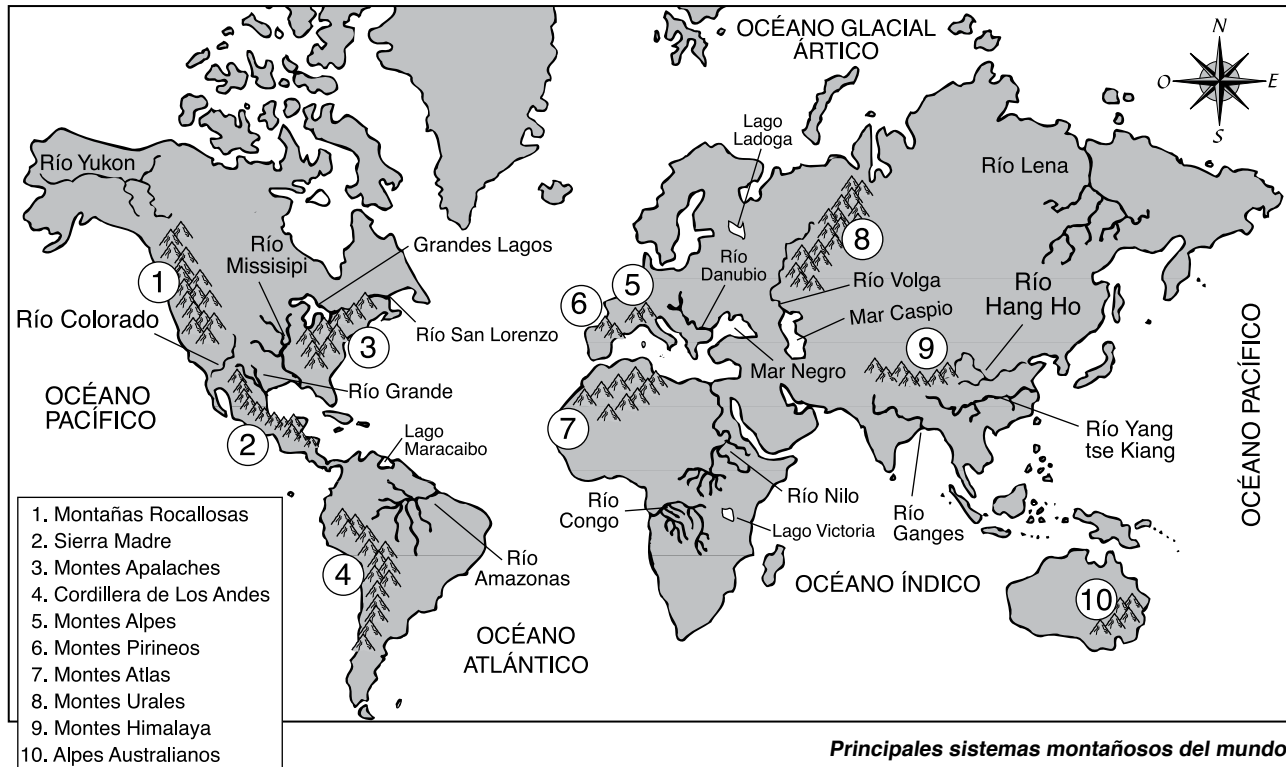 OCÉANO GLACIAL
ÁRTICO
N
O
E
S
Lago
Ladoga
Río Yukon
Río Lena
Río
Missisipi
Grandes Lagos
8
Río
Danubio
1
5
Río Volga
Río
Hang Ho
6
Río Colorado
3
Río San Lorenzo
Mar Caspio
9
OCÉANO
PACÍFICO
Río Grande
Mar Negro
OCÉANO PACÍFICO
2
7
Lago
Maracaibo
Río Yang
tse Kiang
Río
Congo
Río Nilo
Lago Victoria
Río
Ganges
Río
Amazonas
4
OCÉANO ÍNDICO
10
OCÉANO
ATLÁNTICO
1. Montañas Rocallosas
2. Sierra Madre
3. Montes Apalaches
4. Cordillera de Los Andes
5. Montes Alpes
6. Montes Pirineos
7. Montes Atlas
8. Montes Urales
9. Montes Himalaya
10. Alpes Australianos
Principales sistemas montañosos del mundo